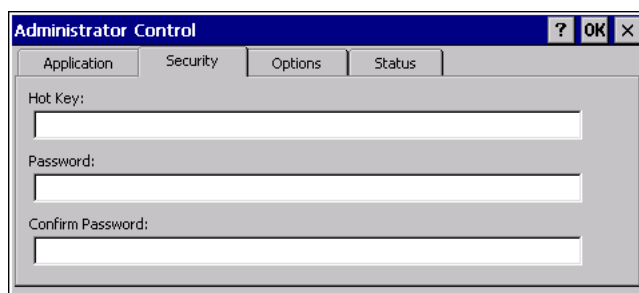 Administrator Control ? OK ×
Application Security Options Status
Hot Key:
Password:
Confirm Password: